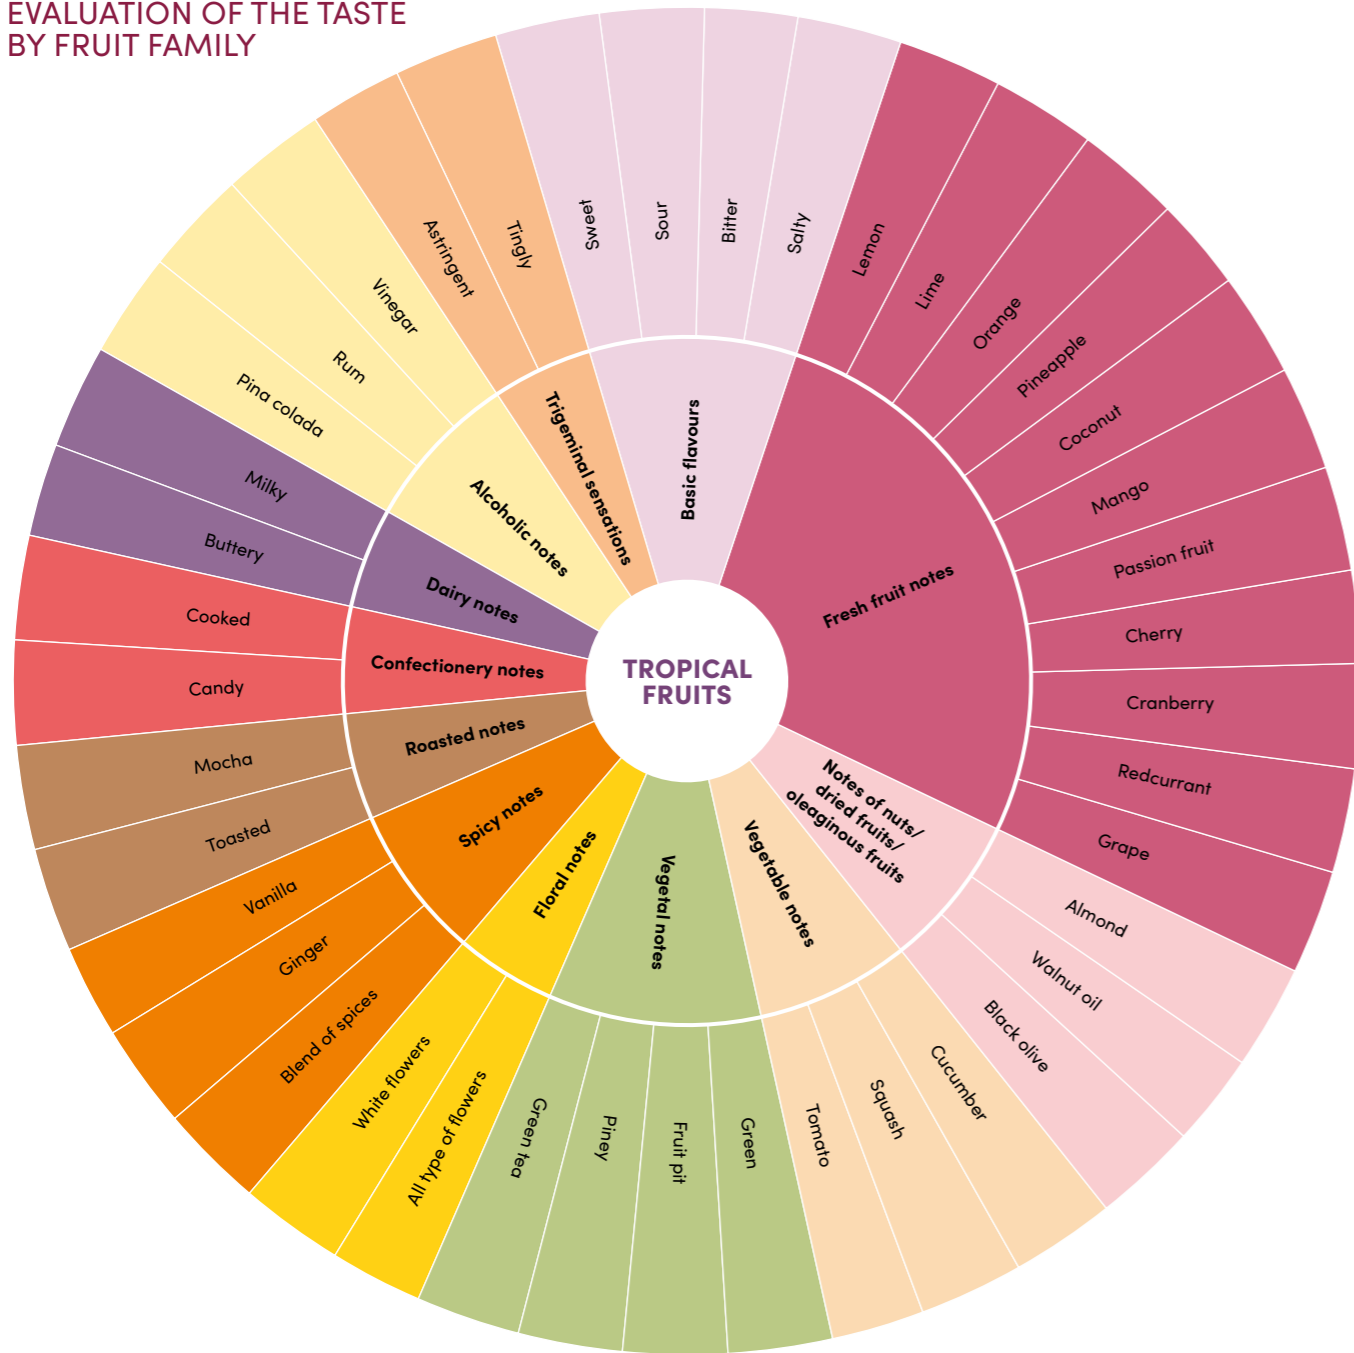 EVALUATION OF THE TASTE
BY FRUIT FAMILY
TROPICAL
FRUITS
Basic flavours
Sweet
Sour
Bitter
Salty
Fresh fruit notes
Lemon
Lime
Orange
Pineapple
Coconut
Mango
Passion fruit
Cherry
Cranberry
Redcurrant
Grape
Notes of nuts/
dried fruits/
oleaginous fruits
Almond
Walnut oil
Black olive
Vegetable notes
Cucumber
Squash
Tomato
Vegetal notes
Green
Fruit pit
Piney
Green tea
Floral notes
All type of flowers
White flowers
Spicy notes
Blend of spices
Ginger
Vanilla
Roasted notes
Toasted
Mocha
Confectionery notes
Candy
Cooked
Dairy notes
Buttery
Milky
Alcoholic notes
Pina colada
Rum
Vinegar
Trigeminal sensations
Astringent
Tingly